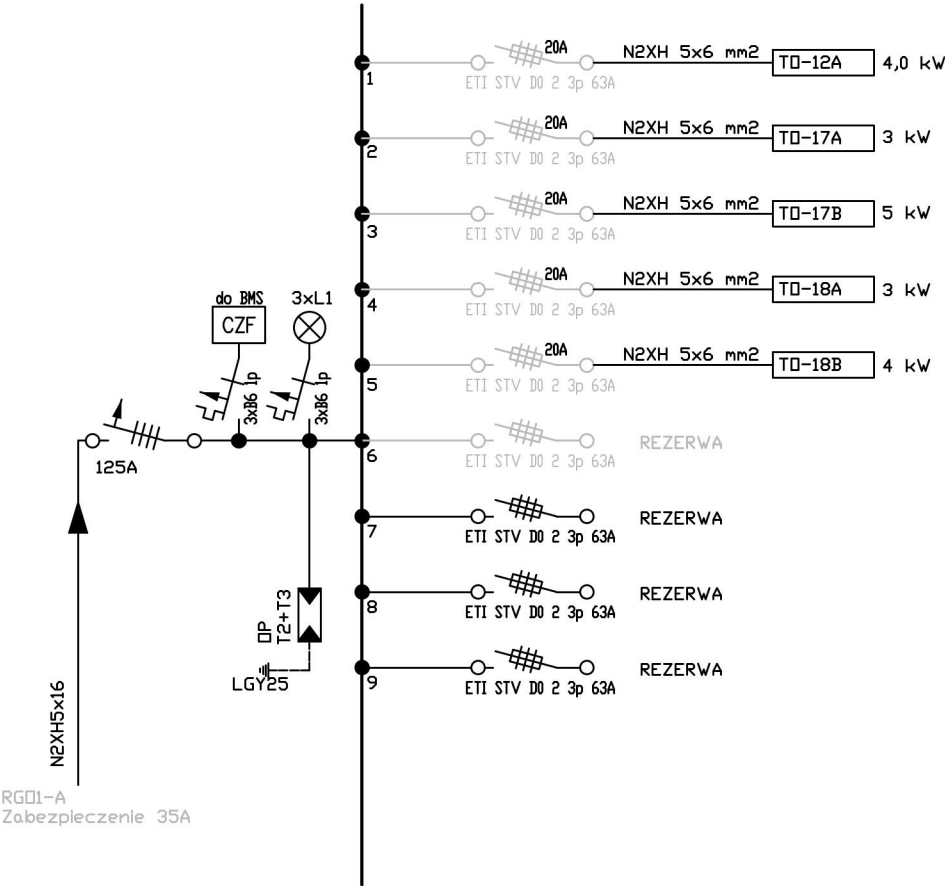 20A
N2XH 5x6 mm2
TO-12A
4,0 kW
1
ETI STV D0 2 3p 63A
20A
N2XH 5x6 mm2
TO-17A
3 kW
2
ETI STV D0 2 3p 63A
20A
N2XH 5x6 mm2
TO-17B
5 kW
3
ETI STV D0 2 3p 63A
20A
N2XH 5x6 mm2
TO-18A
3 kW
4
ETI STV D0 2 3p 63A
20A
N2XH 5x6 mm2
TO-18B
4 kW
5
ETI STV D0 2 3p 63A
do BMS
CZF
3xB6 1p
3xL1
3xB6 1p
125A
6
ETI STV D0 2 3p 63A
REZERWA
7
ETI STV D0 2 3p 63A
REZERWA
8
ETI STV D0 2 3p 63A
REZERWA
9
ETI STV D0 2 3p 63A
REZERWA
OP
T2+T3
LGY25
N2XH5x16
RG01-A
Zabezpieczenie 35A